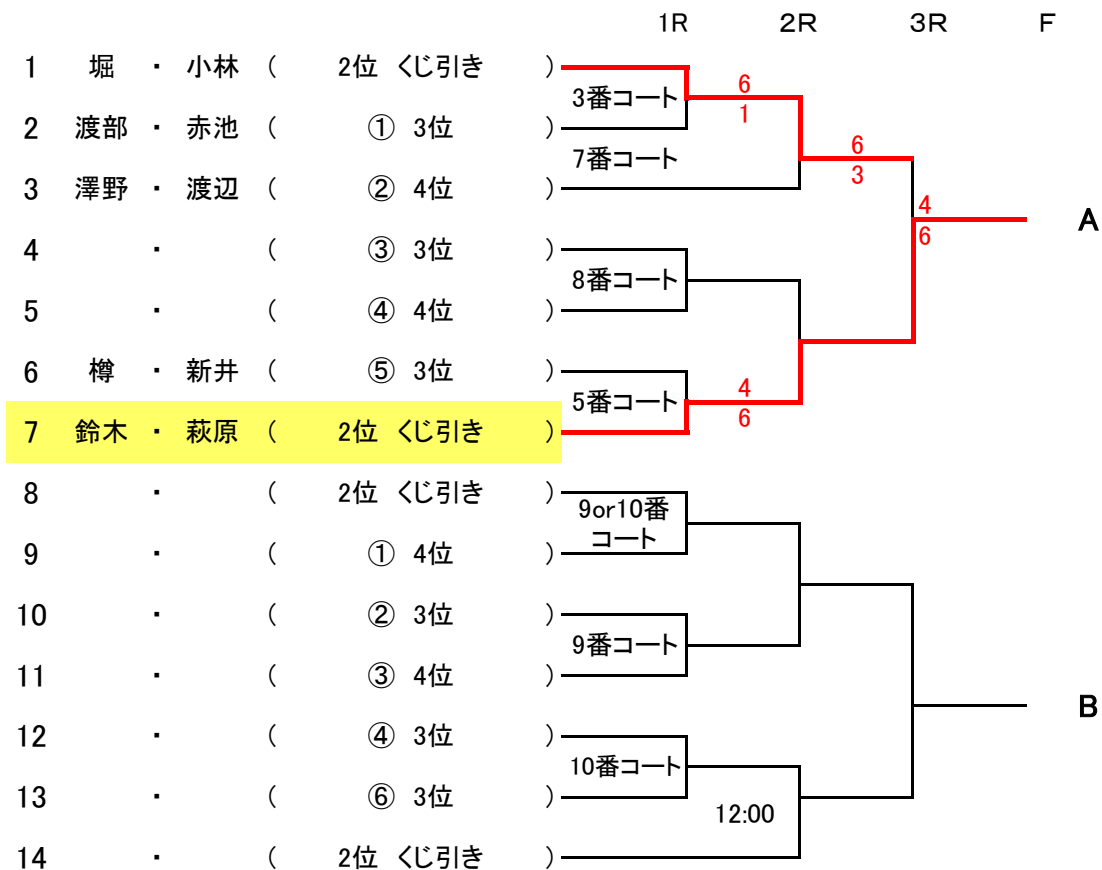 1R 2R 3R F
1 堀 ・ 小林 ( 2位 くじ引き )
3番コート
6
1
2 渡部 ・ 赤池 ( ① 3位 )
7番コート
6
3
3 澤野 ・ 渡辺 ( ② 4位 )
4
6
A
4 ・ ( ③ 3位 )
8番コート
5 ・ ( ④ 4位 )
6 樽 ・ 新井 ( ⑤ 3位 )
5番コート
4
6
7 鈴木 ・ 萩原 ( 2位 くじ引き )
8 ・ ( 2位 くじ引き )
9or10番
コート
9 ・ ( ① 4位 )
10 ・ ( ② 3位 )
9番コート
11 ・ ( ③ 4位 )
B
12 ・ ( ④ 3位 )
10番コート
13 ・ ( ⑥ 3位 )
12:00
14 ・ ( 2位 くじ引き )